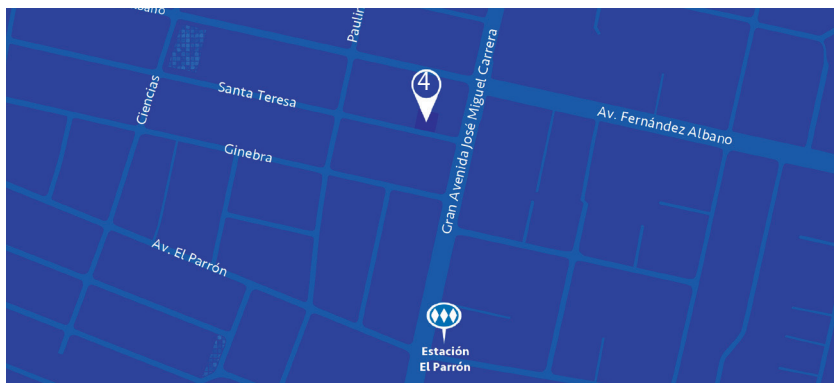 Albano
Paulin
4
Gran Avenida José Miguel Carrera
Santa Teresa
Ciencias
Av. Fernández Albano
Ginebra
Av. El Parrón
Estación
El Parrón